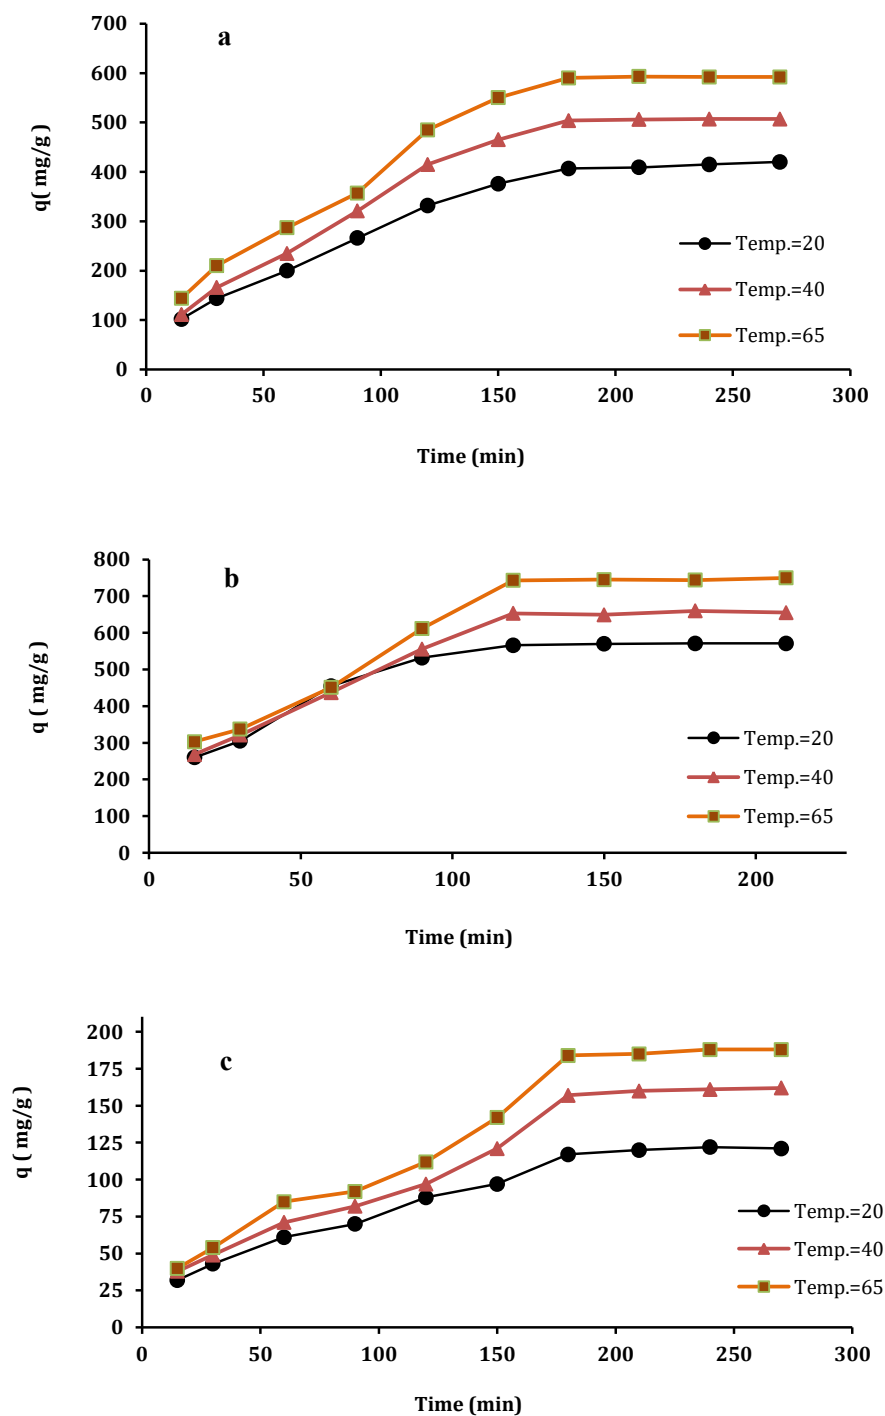 a
700
600
500
400
300
200
100
0
q( mg/g )
Temp.=20
Temp.=40
Temp.=65
0 50 100 150 200 250 300
Time (min)
b
800
700
600
500
400
300
200
100
0
q ( mg/g )
Temp.=20
Temp.=40
Temp.=65
0 50 100 150 200
Time (min)
c
200
175
150
125
100
75
50
25
0
q ( mg/g )
Temp.=20
Temp.=40
Temp.=65
0 50 100 150 200 250 300
Time (min)